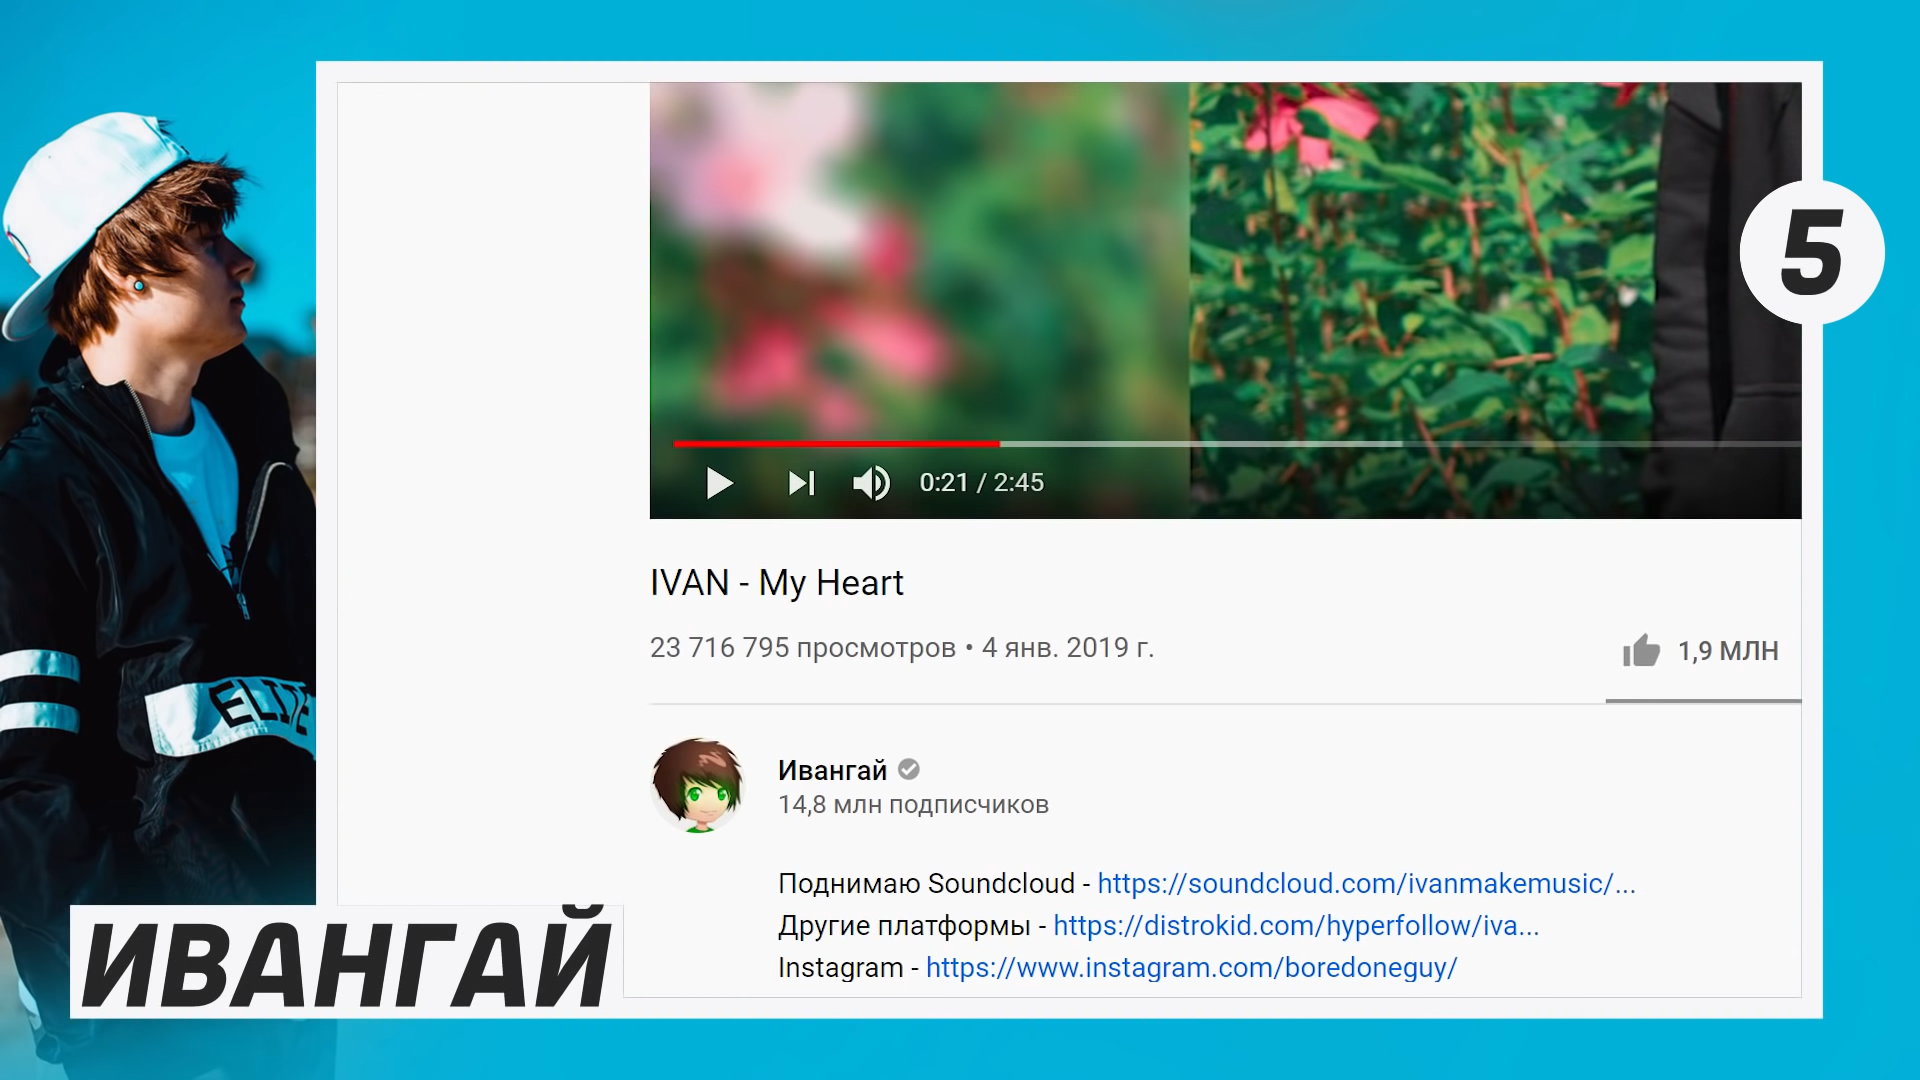 5
0:21 / 2:45
IVAN - My Heart
23 716 795 просмотров • 4 янв. 2019 г.
1,9 МЛН
Ивангай
14,8 млн подписчиков
Поднимаю Soundcloud - https://soundcloud.com/ivanmakemusic/...
Другие платформы - https://distrokid.com/hyperfollow/iva...
Instagram - https://www.instagram.com/boredoneguy/
ELITE
ИВАНГАЙ